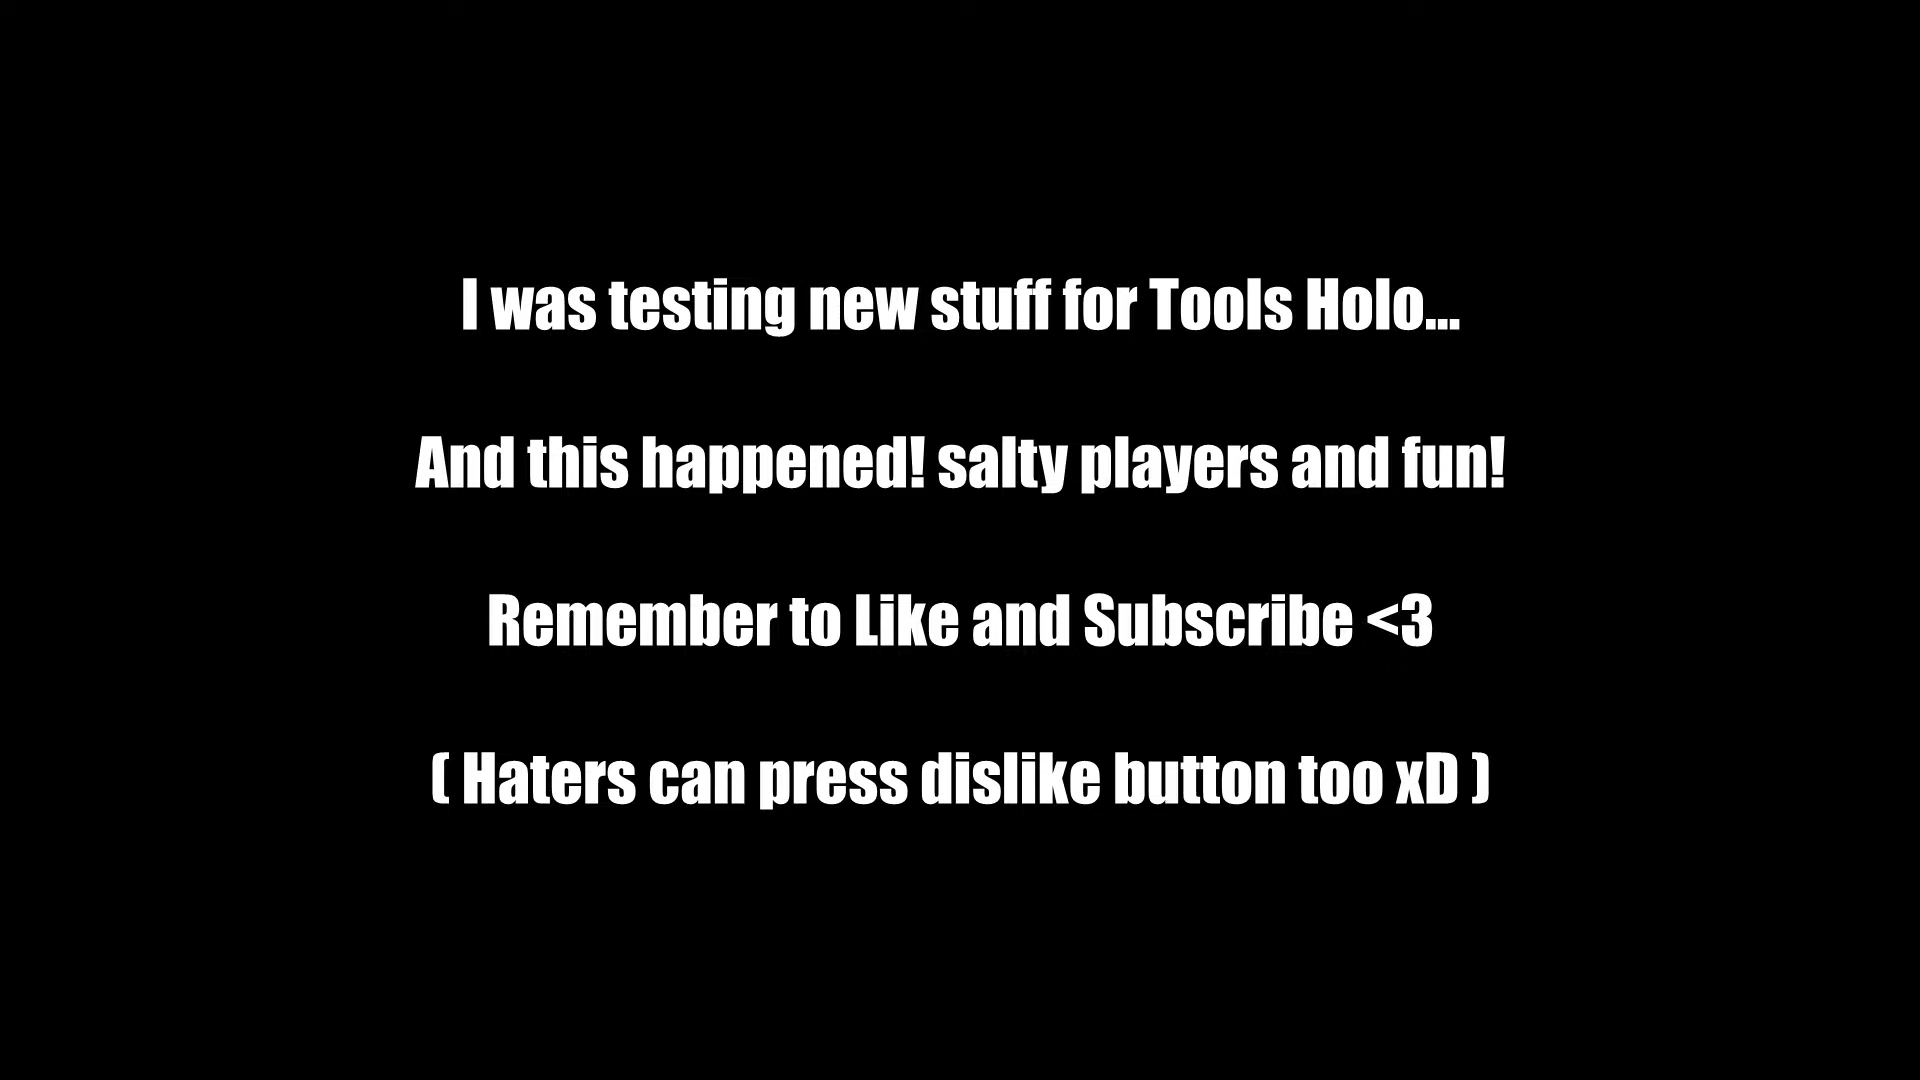 I was testing new stuff for Tools Holo...
And this happened! salty players and fun!
Remember to Like and Subscribe <3
( Haters can press dislike button too xD )